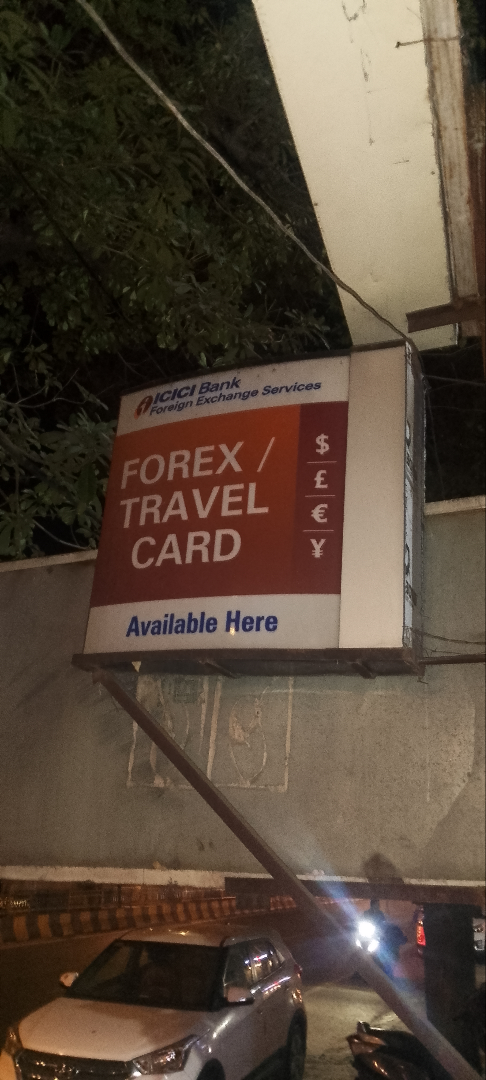 ICICI Bank
Foreign Exchange Services
FOREX /
TRAVEL
CARD
$
£
€
¥
Available Here